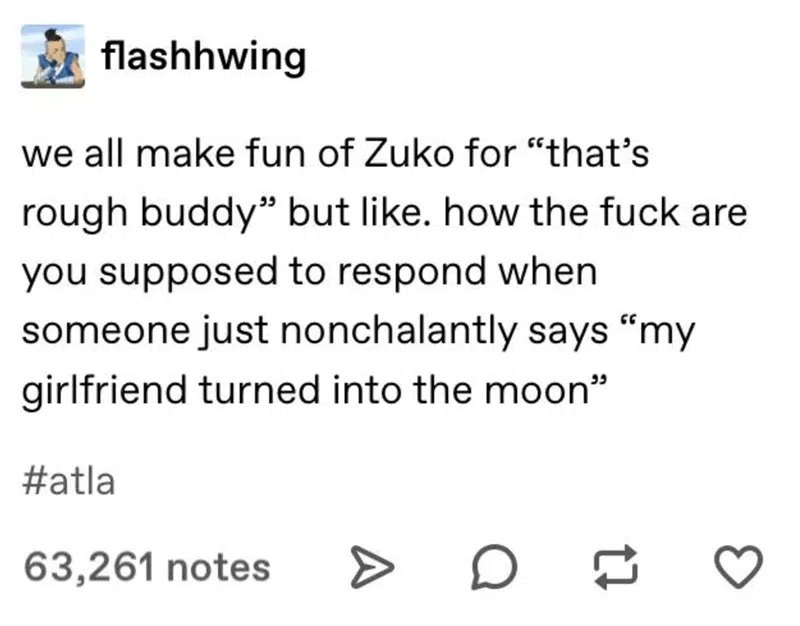 flashhwing
we all make fun of Zuko for “that’s
rough buddy” but like. how the fuck are
you supposed to respond when
someone just nonchalantly says “my
girlfriend turned into the moon”
#atla
63,261 notes